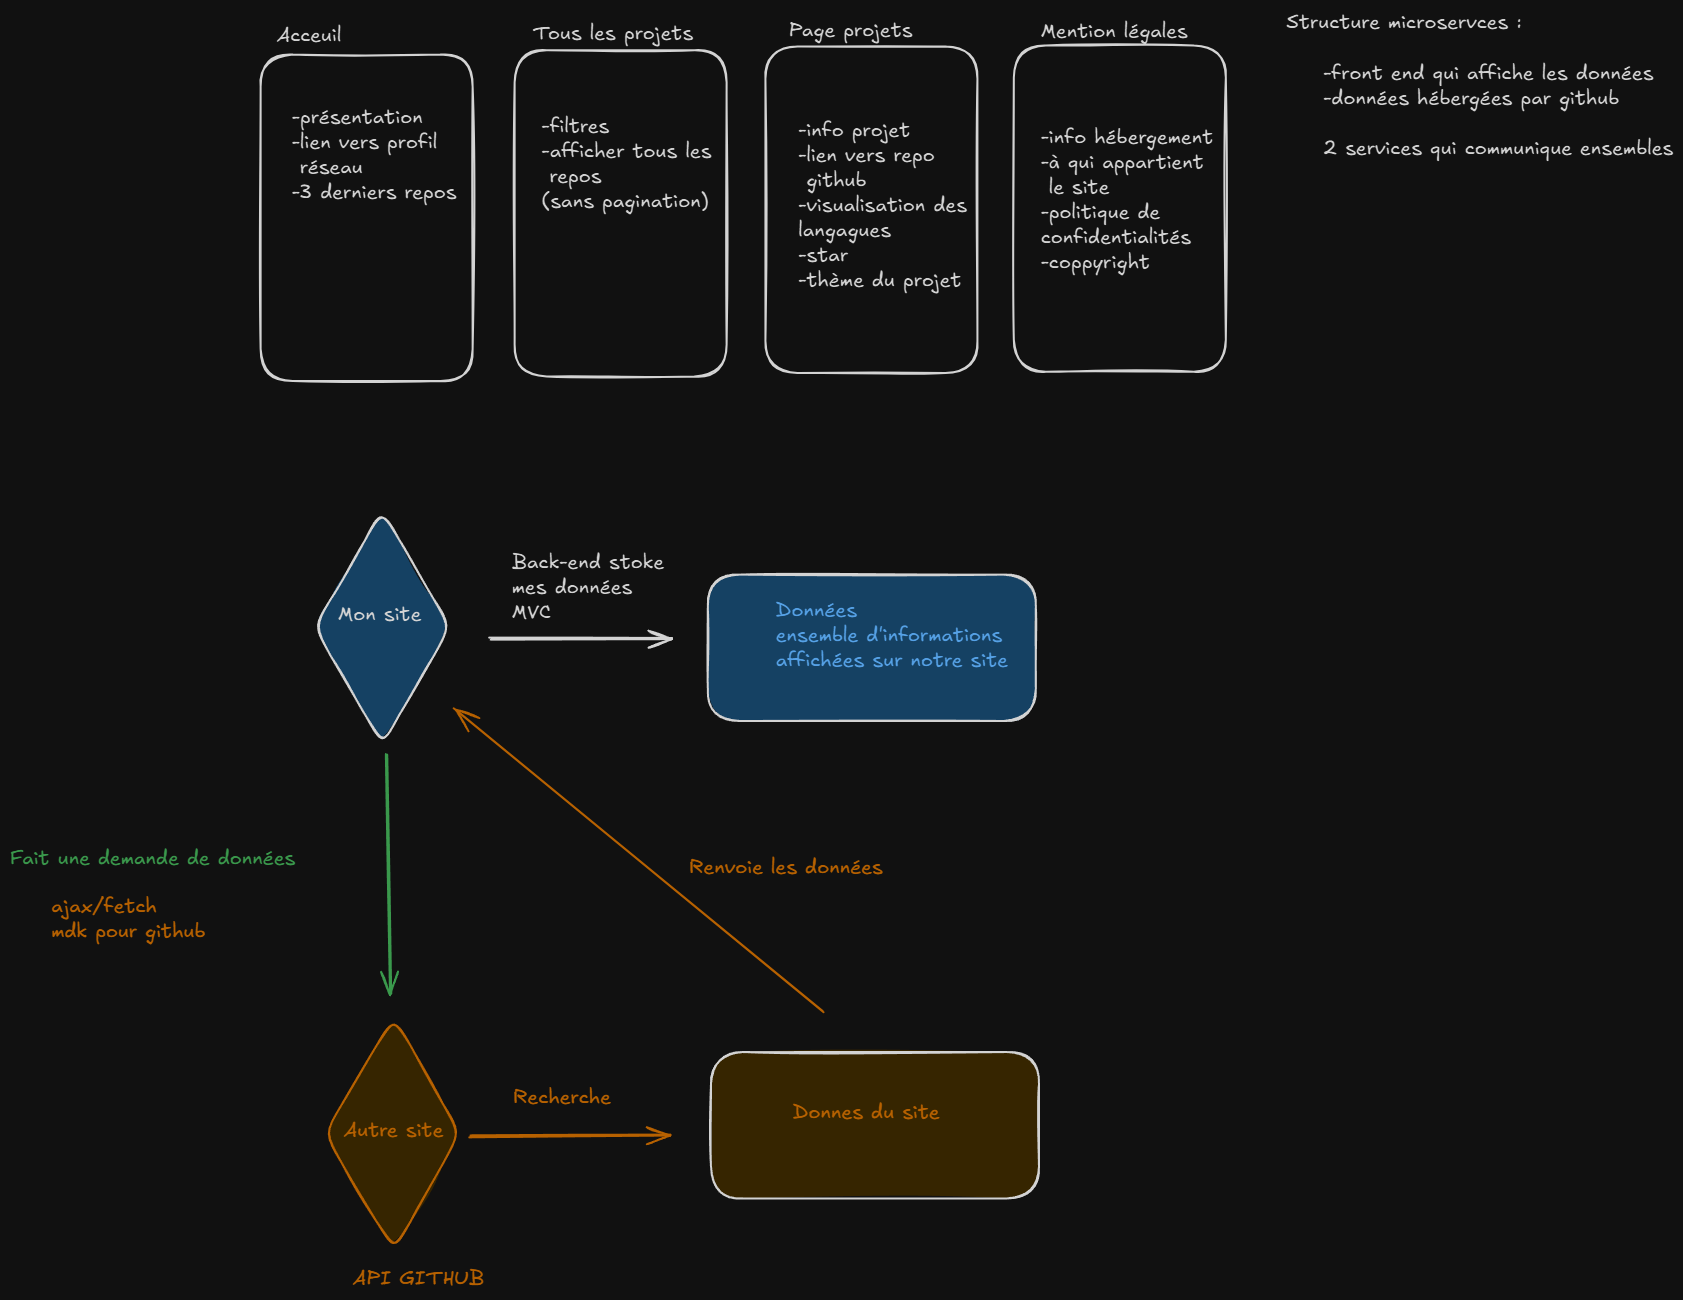 Acceuil
-présentation
-lien vers profil
réseau
-3 derniers repos
Tous les projets
-filtres
-afficher tous les
repos
(sans pagination)
Page projets
-info projet
-lien vers repo
github
-visualisation des
langagues
-star
-thème du projet
Mention légales
-info hébergement
-à qui appartient
le site
-politique de
confidentialités
-coppyright
Structure microservces :
-front end qui affiche les données
-données hébergées par github
2 services qui communique ensembles
Mon site
Back-end stoke
mes données
MVC
Données
ensemble d'informations
affichées sur notre site
Fait une demande de données
ajax/fetch
mdk pour github
Renvoie les données
Autre site
Recherche
Donnes du site
API GITHUB